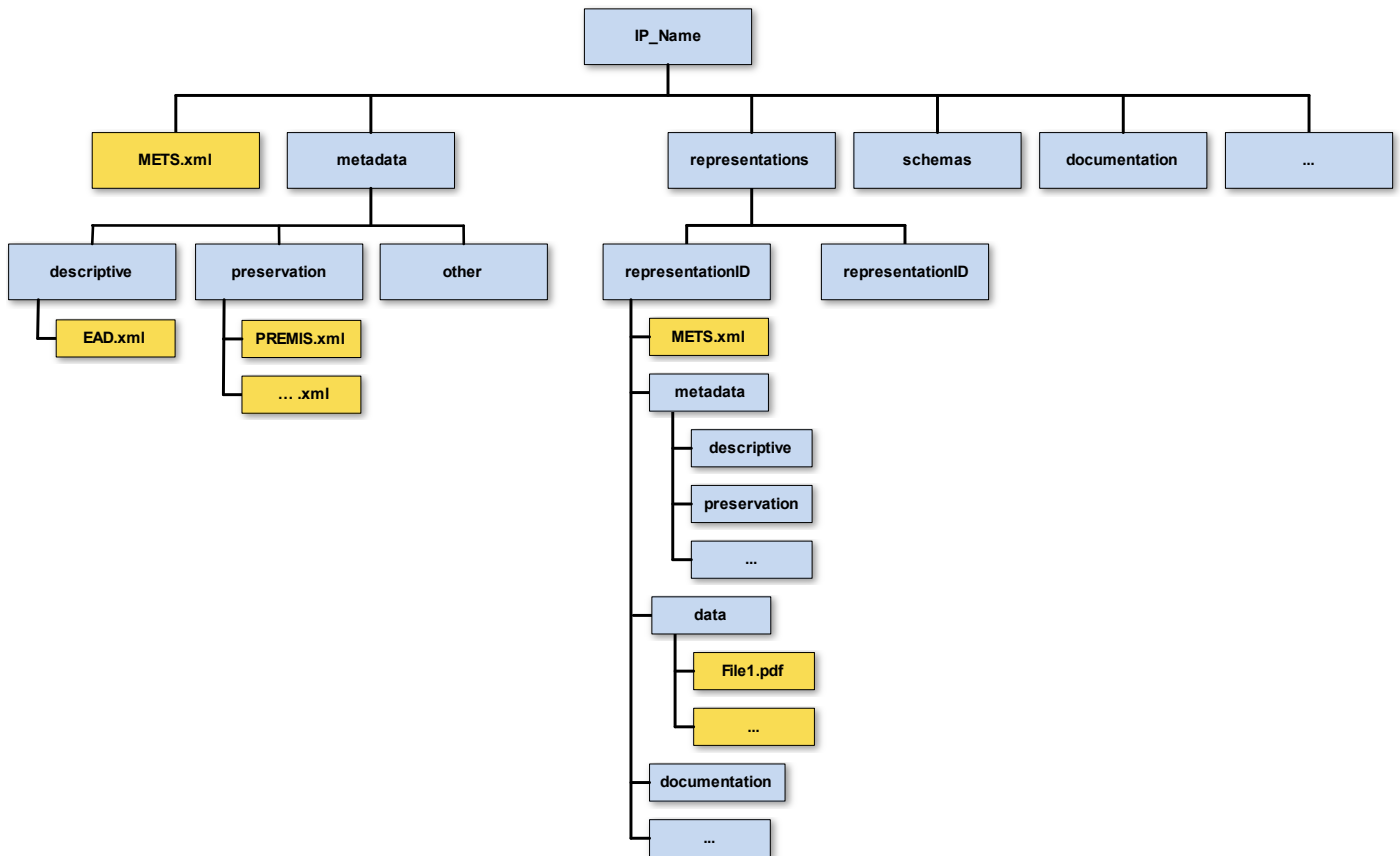 IP_Name
METS.xml
metadata
representations
schemas
documentation
...
descriptive
preservation
other
representationID
representationID
EAD.xml
PREMIS.xml
... .xml
METS.xml
metadata
descriptive
preservation
...
data
File1.pdf
...
documentation
...